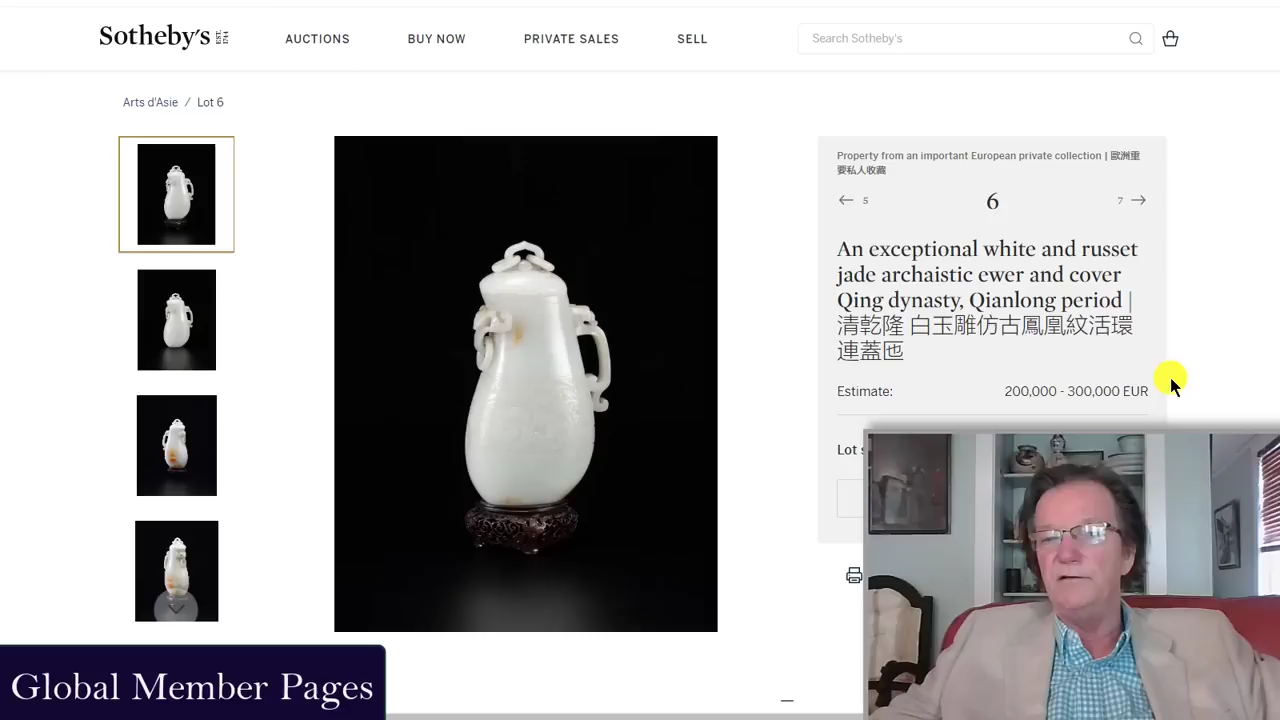 Sotheby's EST. 1744
AUCTIONS
BUY NOW
PRIVATE SALES
SELL
Search Sotheby's
Arts d'Asie / Lot 6
Property from an important European private collection | 歐洲重
要私人收藏
← 5
6
7 →
An exceptional white and russet
jade archaistic ewer and cover
Qing dynasty, Qianlong period |
清乾隆 白玉雕仿古鳳凰紋活環
連蓋匜
Estimate:
200,000 - 300,000 EUR
Lot
Global Member Pages